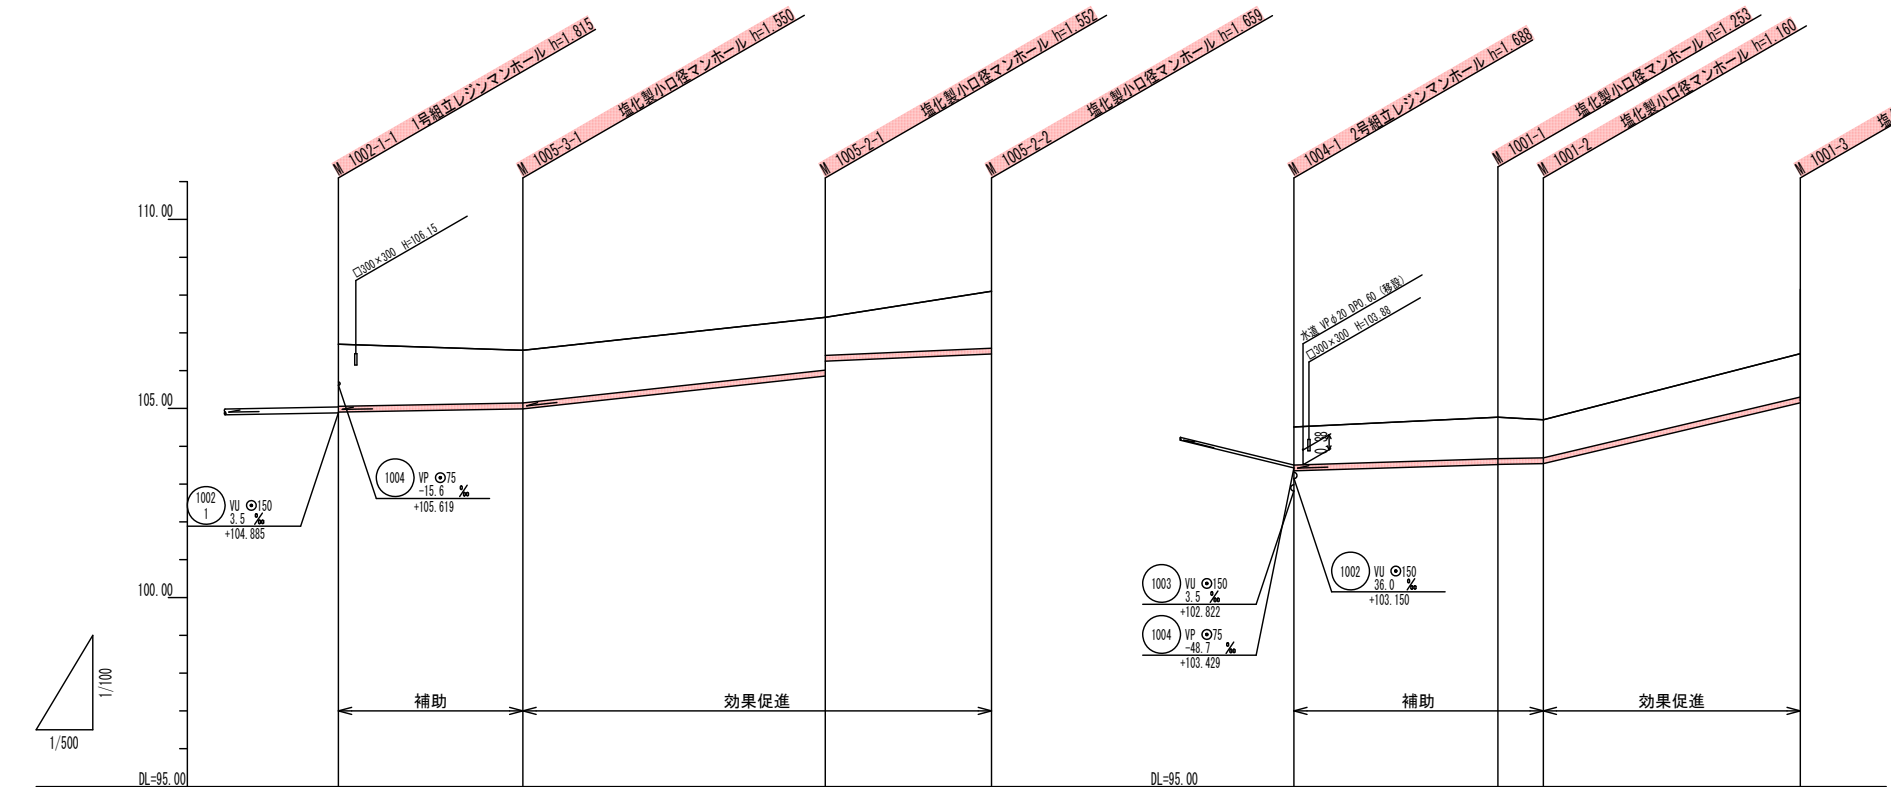 M 1002-1-1 1号組立レジンマンホール h=1.815
M 1005-3-1 塩化製小口径マンホール h=1.550
M 1005-2-1 塩化製小口径マンホール h=1.552
M 1005-2-2 塩化製小口径マンホール h=1.659
M 1004-1 2号組立レジンマンホール h=1.688
M 1001-1 塩化製小口径マンホール h=1.253
M 1001-2 塩化製小口径マンホール h=1.160
M 1001-3
110.00
105.00
100.00
DL=95.00
□300×300 H=106.15
1002
1
VU ⦿150
3.5 ‰
+104.885
1004
VP ⦿75
-15.6 ‰
+105.619
補助
効果促進
1/100
1/500
水道 VPφ20 DP0.60 (移設)
□300×300 H=103.88
1003
VU ⦿150
3.5 ‰
+102.822
1004
VP ⦿75
-48.7 ‰
+103.429
1002
VU ⦿150
36.0 ‰
+103.150
補助
効果促進
DL=95.00